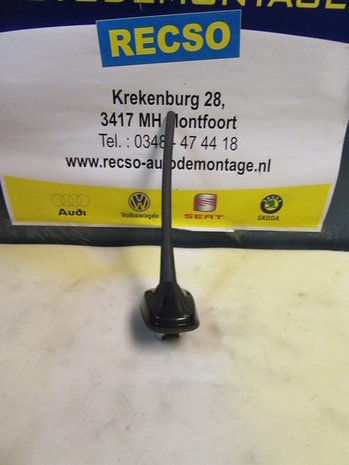 AUTODEMONTAGE
RECSO
Krekenburg 28,
3417 MH Montfoort
Tel. : 0348 - 47 44 18
www.recso-autodemontage.nl
Audi Volkswagen SEAT SKODA